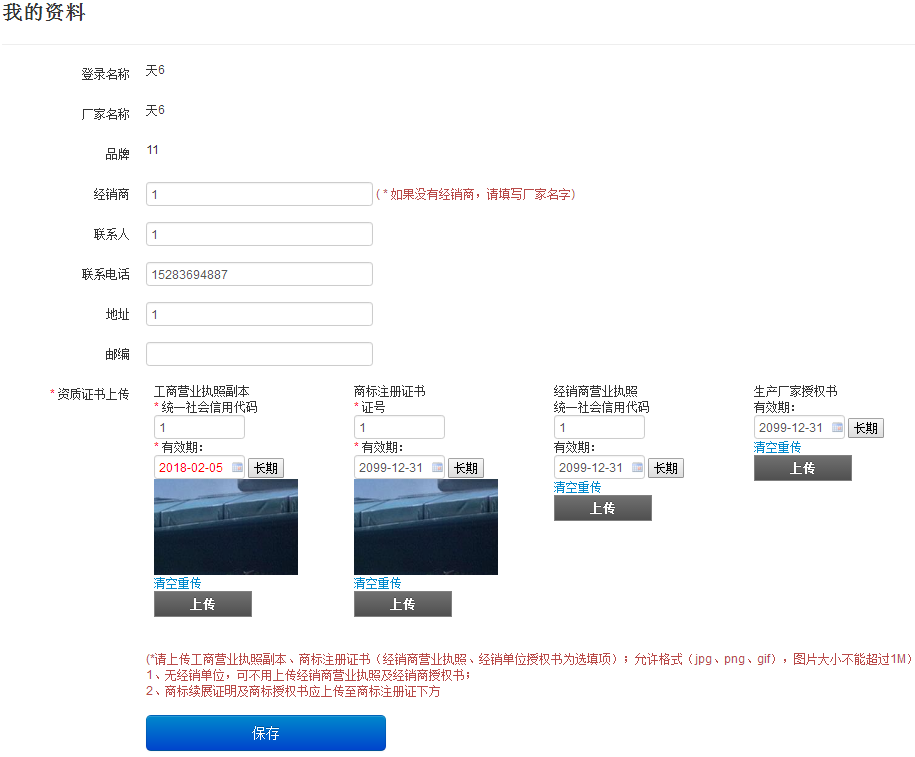 我的资料
登录名称 天6
厂家名称 天6
品牌 11
经销商 1 ( * 如果没有经销商，请填写厂家名字)
联系人 1
联系电话 15283694887
地址 1
邮编
* 资质证书上传
工商营业执照副本
* 统一社会信用代码
1
* 有效期：
2018-02-05 长期
清空重传
上传
商标注册证书
* 证号
1
* 有效期：
2099-12-31 长期
清空重传
上传
经销商营业执照
统一社会信用代码
1
有效期：
2099-12-31 长期
清空重传
上传
生产厂家授权书
有效期：
2099-12-31 长期
清空重传
上传
(*请上传工商营业执照副本、商标注册证书（经销商营业执照、经销单位授权书为选填项）；允许格式（jpg、png、gif），图片大小不能超过1M）
1、无经销单位，可不用上传经销商营业执照及经销商授权书；
2、商标续展证明及商标授权书应上传至商标注册证下方
保存